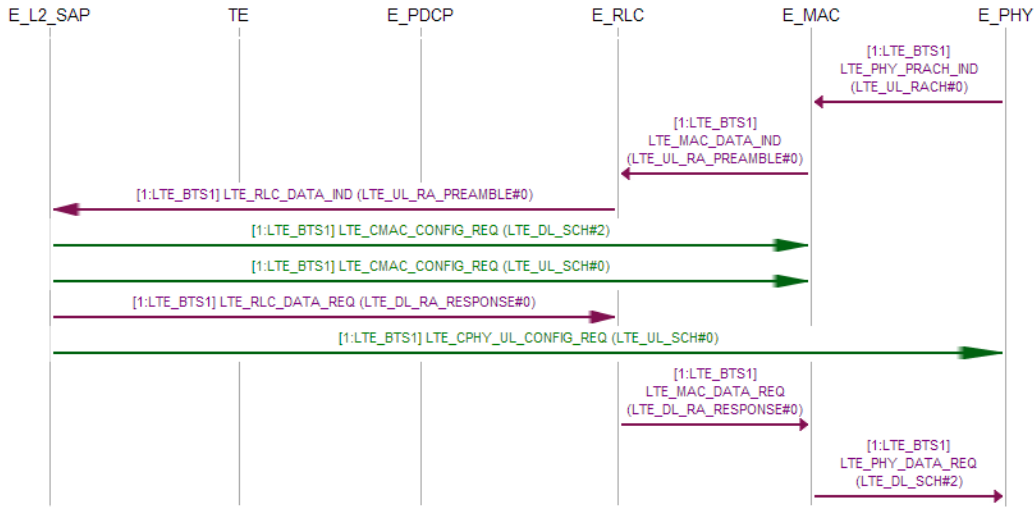 E_L2_SAP TE E_PDCP E_RLC E_MAC E_PHY
[1:LTE_BTS1]
LTE_PHY_PRACH_IND
(LTE_UL_RACH#0)
[1:LTE_BTS1]
LTE_MAC_DATA_IND
(LTE_UL_RA_PREAMBLE#0)
[1:LTE_BTS1] LTE_RLC_DATA_IND (LTE_UL_RA_PREAMBLE#0)
[1:LTE_BTS1] LTE_CMAC_CONFIG_REQ (LTE_DL_SCH#2)
[1:LTE_BTS1] LTE_CMAC_CONFIG_REQ (LTE_UL_SCH#0)
[1:LTE_BTS1] LTE_RLC_DATA_REQ (LTE_DL_RA_RESPONSE#0)
[1:LTE_BTS1] LTE_CPHY_UL_CONFIG_REQ (LTE_UL_SCH#0)
[1:LTE_BTS1]
LTE_MAC_DATA_REQ
(LTE_DL_RA_RESPONSE#0)
[1:LTE_BTS1]
LTE_PHY_DATA_REQ
(LTE_DL_SCH#2)